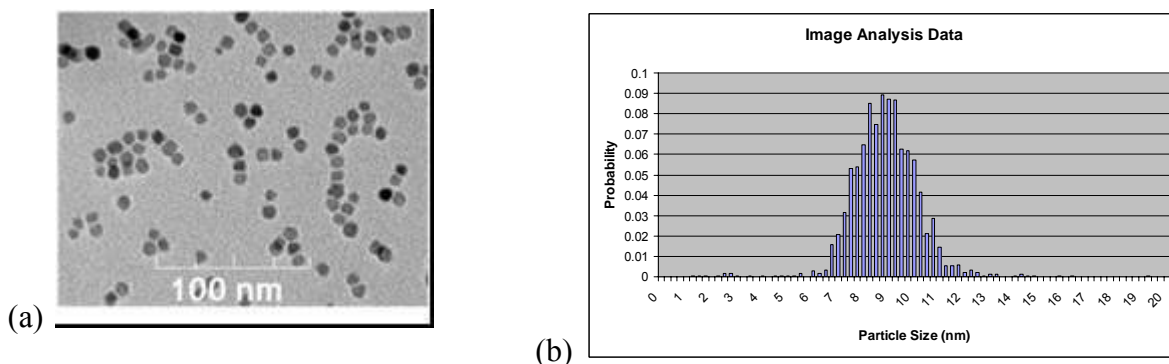 (a)
100 nm
(b)
Image Analysis Data
Probability
0.1
0.09
0.08
0.07
0.06
0.05
0.04
0.03
0.02
0.01
0
0 1 2 3 4 5 6 7 8 9 10 11 12 13 14 15 16 17 18 19 20
Particle Size (nm)